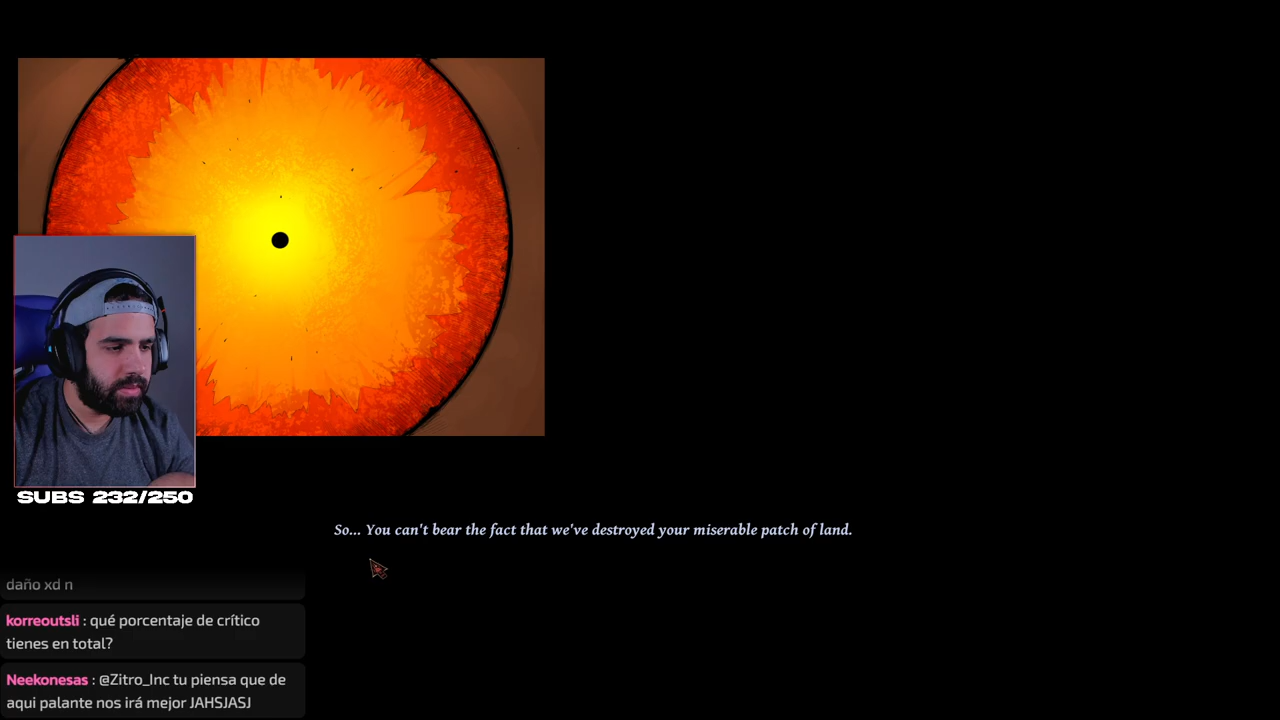 SUBS 232/250
So... You can't bear the fact that we've destroyed your miserable patch of land.
daño xd n
korreoutsli : qué porcentaje de crítico
tienes en total?
Neekonesas : @Zitro_Inc tu piensa que de
aqui palante nos irá mejor JAHSJASJ